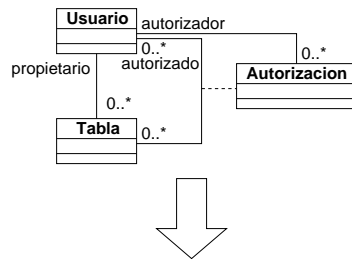 Usuario
autorizador
0..*
0..*
propietario
autorizado
Autorizacion
0..*
Tabla
0..*